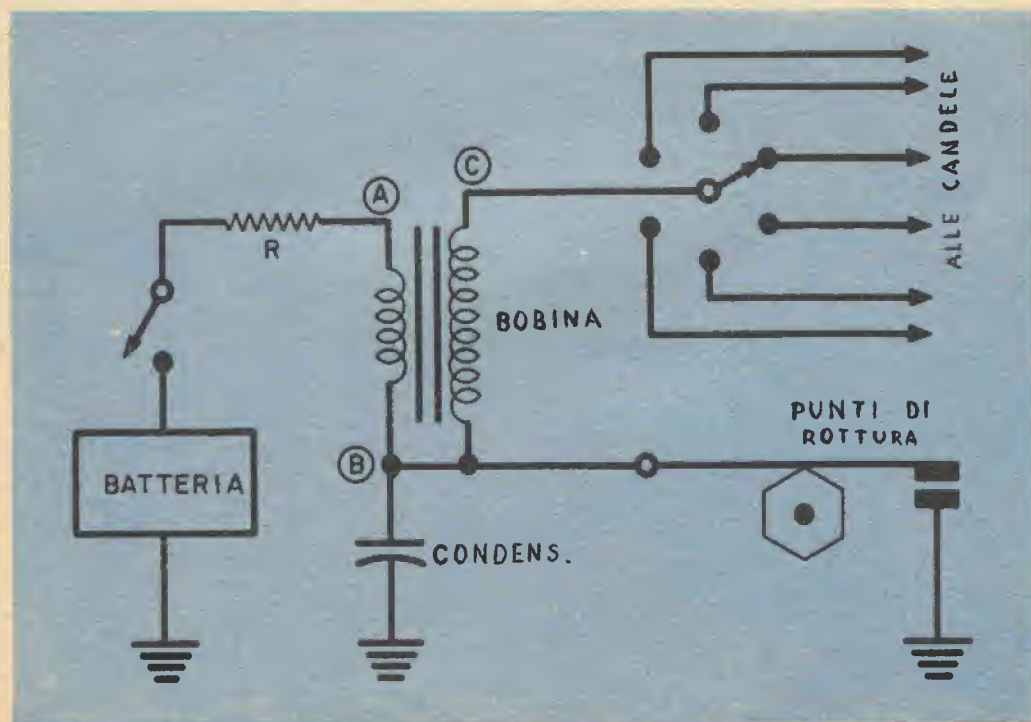 A
C
R
BOBINA
ALLE CANDELE
PUNTI DI
ROTTURA
B
BATTERIA
CONDENS.